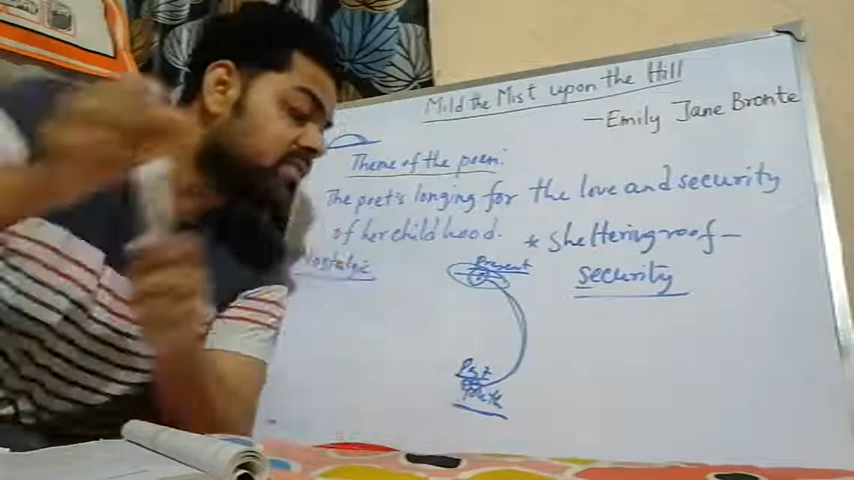 Mild the Mist upon the Hill
- Emily Jane Bronte
Theme of the poem:
The poet's longing for the love and security
of her childhood.
* sheltering roof -
security
Nostalgic
Present
Past
Youth